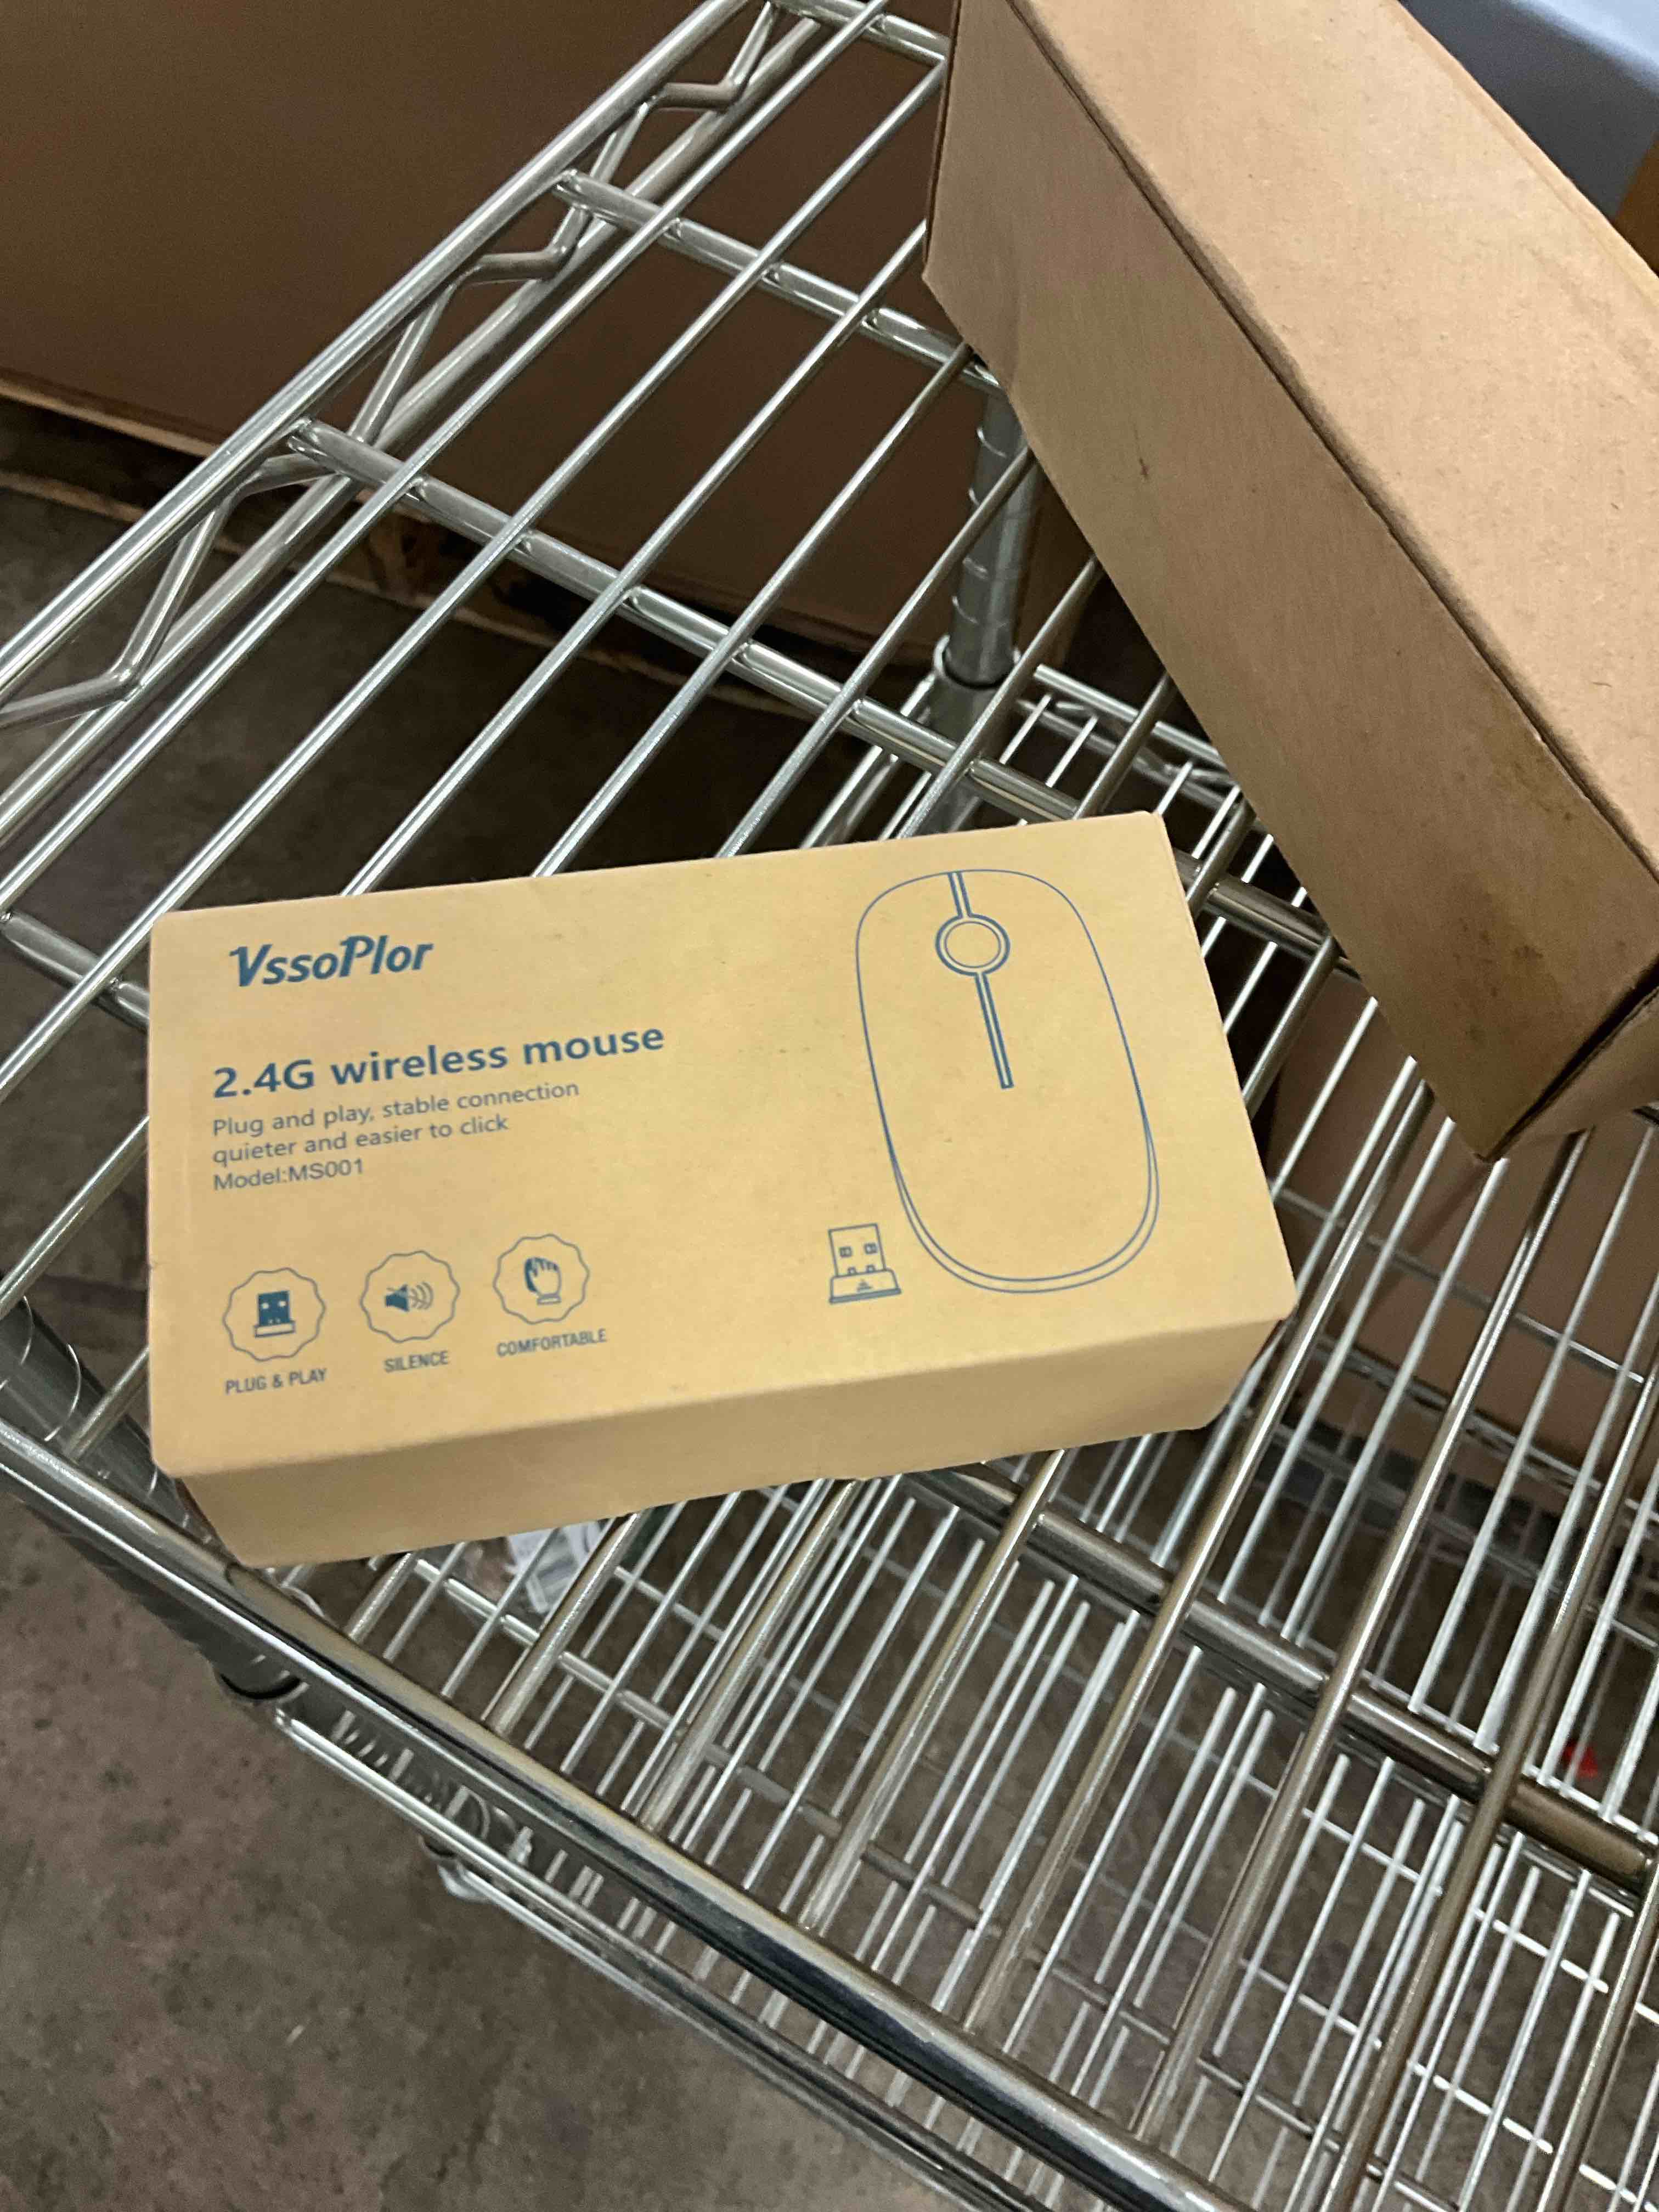 VssoPlor
2.4G wireless mouse
Plug and play, stable connection
quieter and easier to click
Model:MS001
PLUG & PLAY
SILENCE
COMFORTABLE